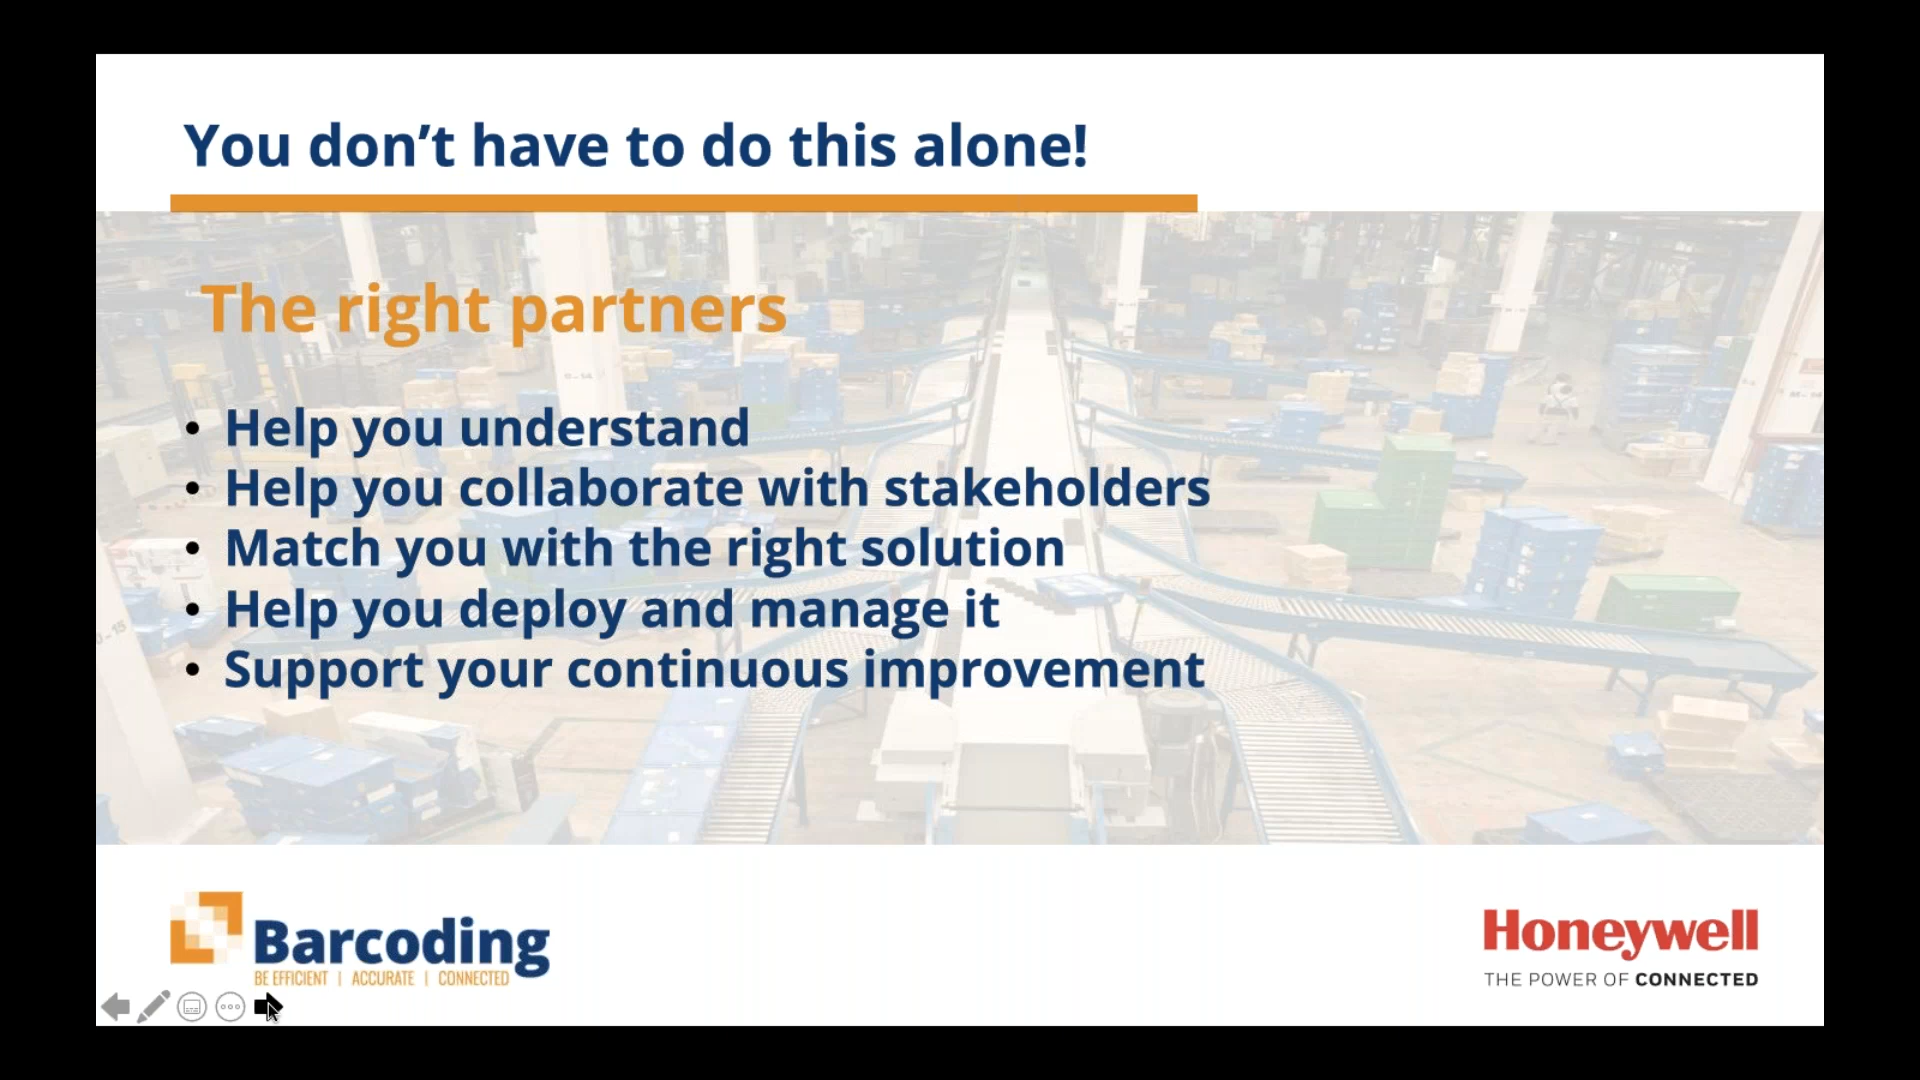 You don’t have to do this alone!
The right partners
• Help you understand
• Help you collaborate with stakeholders
• Match you with the right solution
• Help you deploy and manage it
• Support your continuous improvement
Barcoding
BE EFFICIENT | ACCURATE | CONNECTED
Honeywell
THE POWER OF CONNECTED